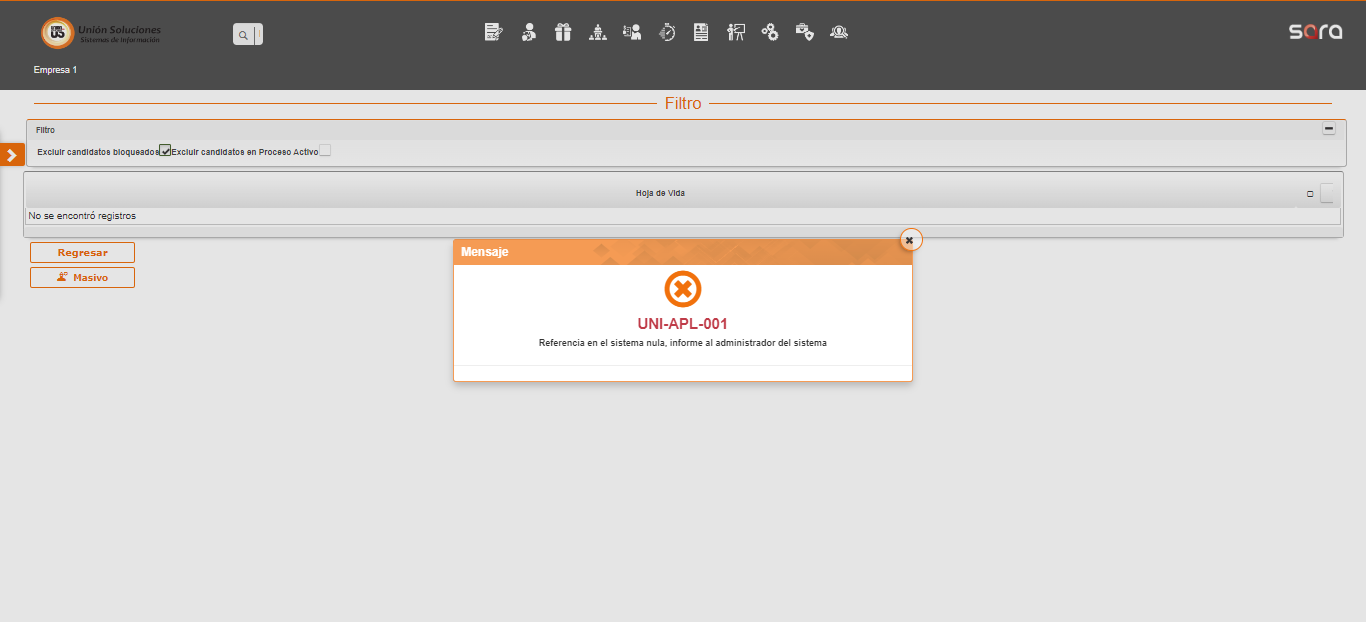 Unión Soluciones
Sistemas de Información
sora
Empresa 1
Filtro
Filtro
Excluir candidatos bloqueados Excluir candidatos en Proceso Activo
Hoja de Vida
No se encontró registros
Regresar
Masivo
Mensaje
UNI-APL-001
Referencia en el sistema nula, informe al administrador del sistema